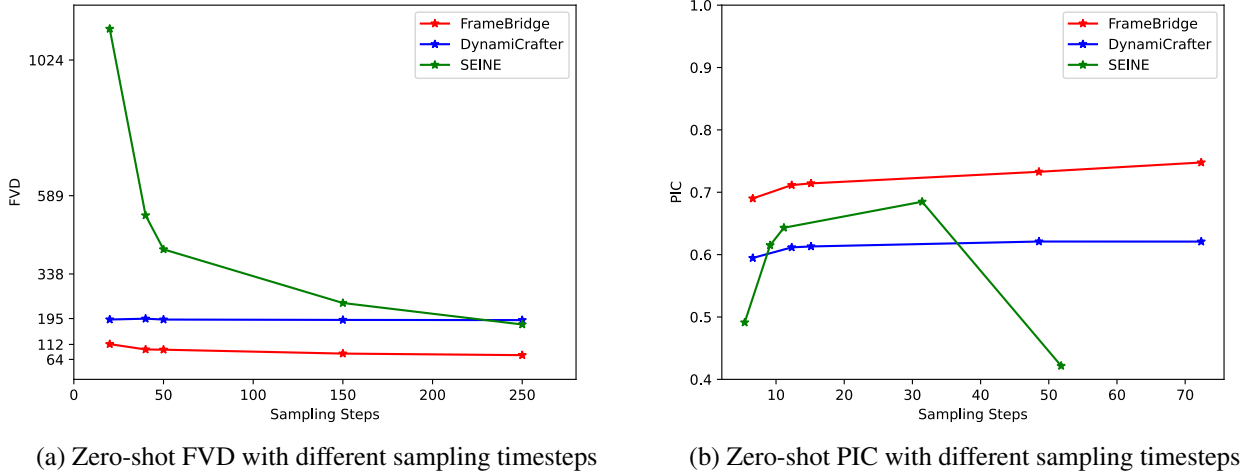 FrameBridge
DynamiCrafter
SEINE
1024
589
338
195
112
64
FVD
0 50 100 150 200 250
Sampling Steps
(a) Zero-shot FVD with different sampling timesteps
FrameBridge
DynamiCrafter
SEINE
1.0
0.9
0.8
0.7
0.6
0.5
0.4
PIC
10 20 30 40 50 60 70
Sampling Steps
(b) Zero-shot PIC with different sampling timesteps